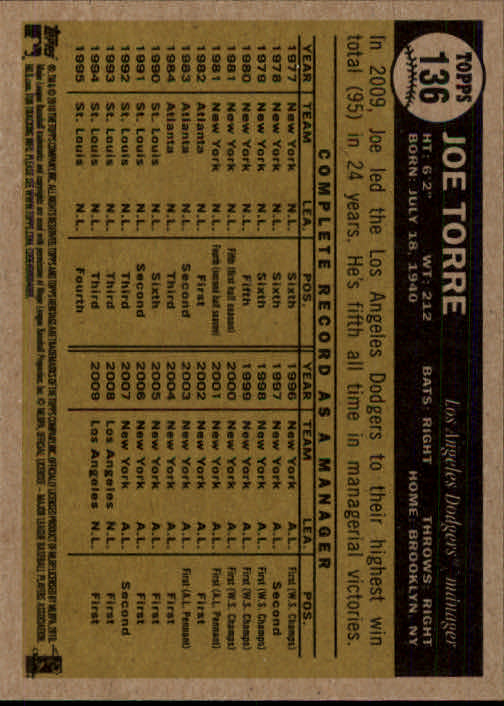 TOPPS
136
JOE TORRE
Los Angeles Dodgers™, manager
HT: 6'2" WT: 212 BATS: RIGHT THROWS: RIGHT
BORN: JULY 18, 1940 HOME: BROOKLYN, NY
In 2009, Joe led the Los Angeles Dodgers to their highest win
total (95) in 24 years. He's fifth all time in managerial victories.
COMPLETE RECORD AS A MANAGER
YEAR TEAM LEA. POS.
1977 New York N.L. Sixth
1978 New York N.L. Sixth
1979 New York N.L. Sixth
1980 New York N.L. Fifth
1981 New York N.L. Fifth (first half season)
1981 New York N.L. Fourth (second half season)
1982 Atlanta N.L. First
1983 Atlanta N.L. Second
1984 Atlanta N.L. Third
1990 St. Louis N.L. Sixth
1991 St. Louis N.L. Second
1992 St. Louis N.L. Third
1993 St. Louis N.L. Third
1994 St. Louis N.L. Third
1995 St. Louis N.L. Fourth
YEAR TEAM LEA. POS.
1996 New York A.L. First (W.S. Champs)
1997 New York A.L. Second
1998 New York A.L. First (W.S. Champs)
1999 New York A.L. First (W.S. Champs)
2000 New York A.L. First (W.S. Champs)
2001 New York A.L. First (A.L. Pennant)
2002 New York A.L. First
2003 New York A.L. First (A.L. Pennant)
2004 New York A.L. First
2005 New York A.L. First
2006 New York A.L. First
2007 New York A.L. Second
2008 Los Angeles N.L. First
2009 Los Angeles N.L. First